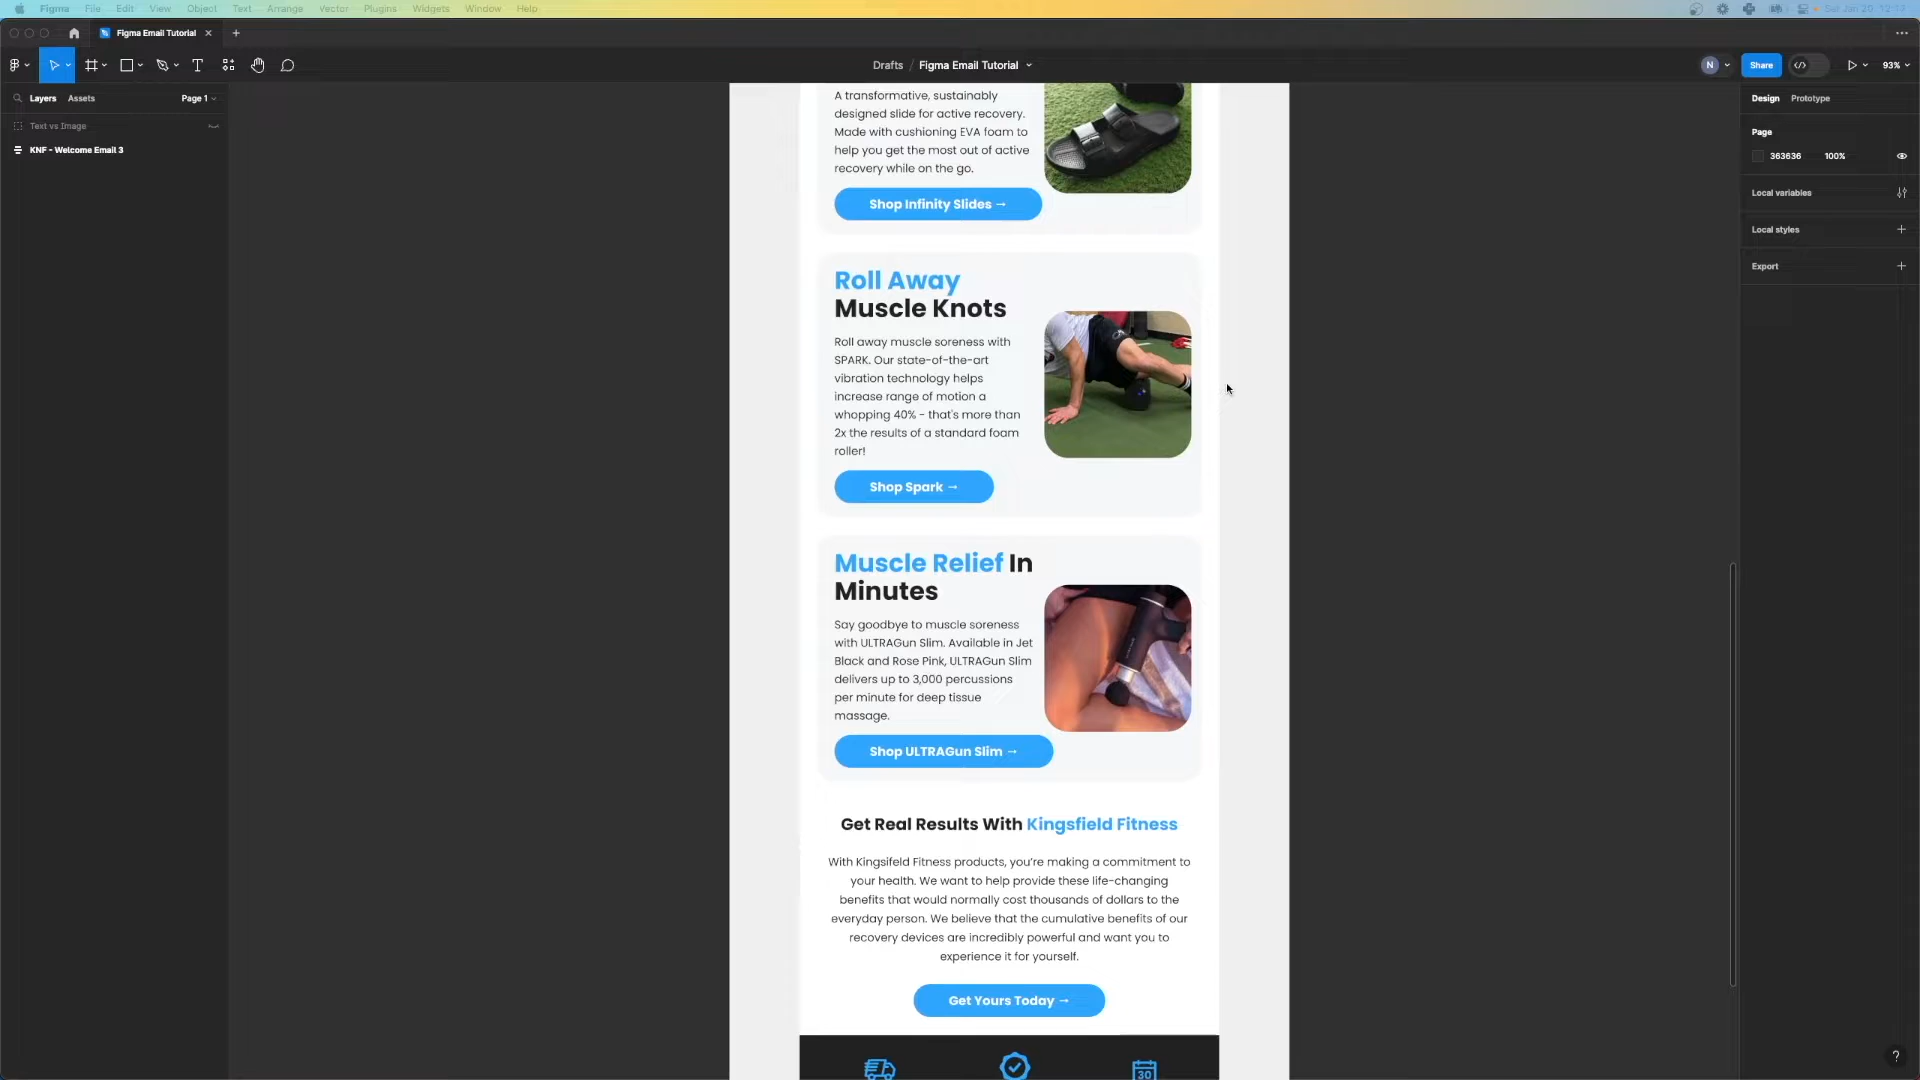 Figma File Edit View Object Text Arrange Vector Plugins Widgets Window Help
Sat Jan 20
Figma Email Tutorial
Drafts / Figma Email Tutorial
N
Share
93%
Layers
Assets
Page 1
Text vs Image
KNF - Welcome Email 3
A transformative, sustainably
designed slide for active recovery.
Made with cushioning EVA foam to
help you get the most out of active
recovery while on the go.
Shop Infinity Slides →
Roll Away
Muscle Knots
Roll away muscle soreness with
SPARK. Our state-of-the-art
vibration technology helps
increase range of motion a
whopping 40% - that's more than
2x the results of a standard foam
roller!
Shop Spark →
Muscle Relief In
Minutes
Say goodbye to muscle soreness
with ULTRAGun Slim. Available in Jet
Black and Rose Pink, ULTRAGun Slim
delivers up to 3,000 percussions
per minute for deep tissue
massage.
Shop ULTRAGun Slim →
Get Real Results With Kingsfield Fitness
With Kingsifeld Fitness products, you're making a commitment to
your health. We want to help provide these life-changing
benefits that would normally cost thousands of dollars to the
everyday person. We believe that the cumulative benefits of our
recovery devices are incredibly powerful and want you to
experience it for yourself.
Get Yours Today →
30
Design
Prototype
Page
363636
100%
Local variables
Local styles
Export
?